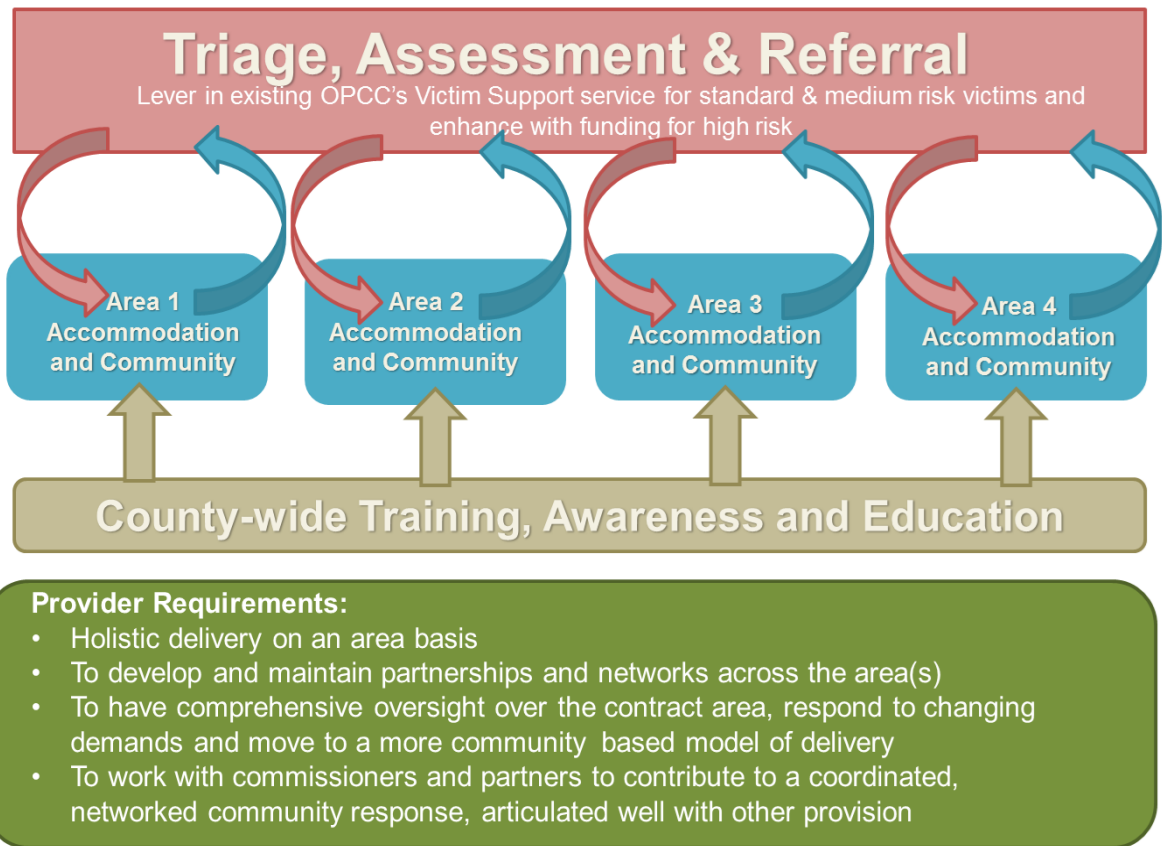 Triage, Assessment & Referral
Lever in existing OPCC's Victim Support service for standard & medium risk victims and
enhance with funding for high risk
Area 1
Accommodation
and Community
Area 2
Accommodation
and Community
Area 3
Accommodation
and Community
Area 4
Accommodation
and Community
County-wide Training, Awareness and Education
Provider Requirements:
• Holistic delivery on an area basis
• To develop and maintain partnerships and networks across the area(s)
• To have comprehensive oversight over the contract area, respond to changing
demands and move to a more community based model of delivery
• To work with commissioners and partners to contribute to a coordinated,
networked community response, articulated well with other provision